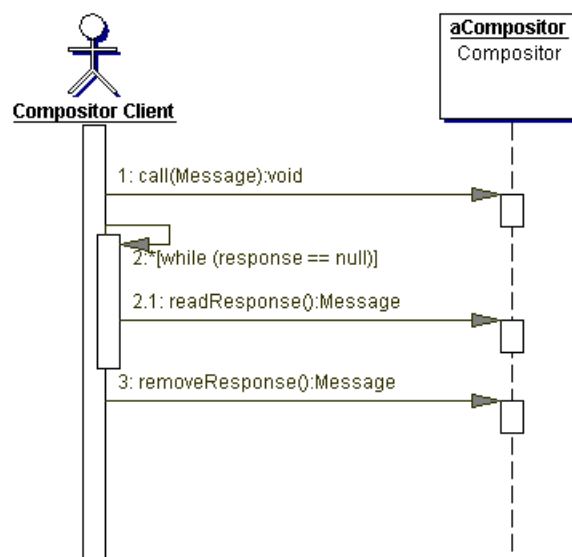 aCompositor
Compositor
Compositor Client
1: call(Message):void
2:*[while (response == null)]
2.1: readResponse():Message
3: removeResponse():Message